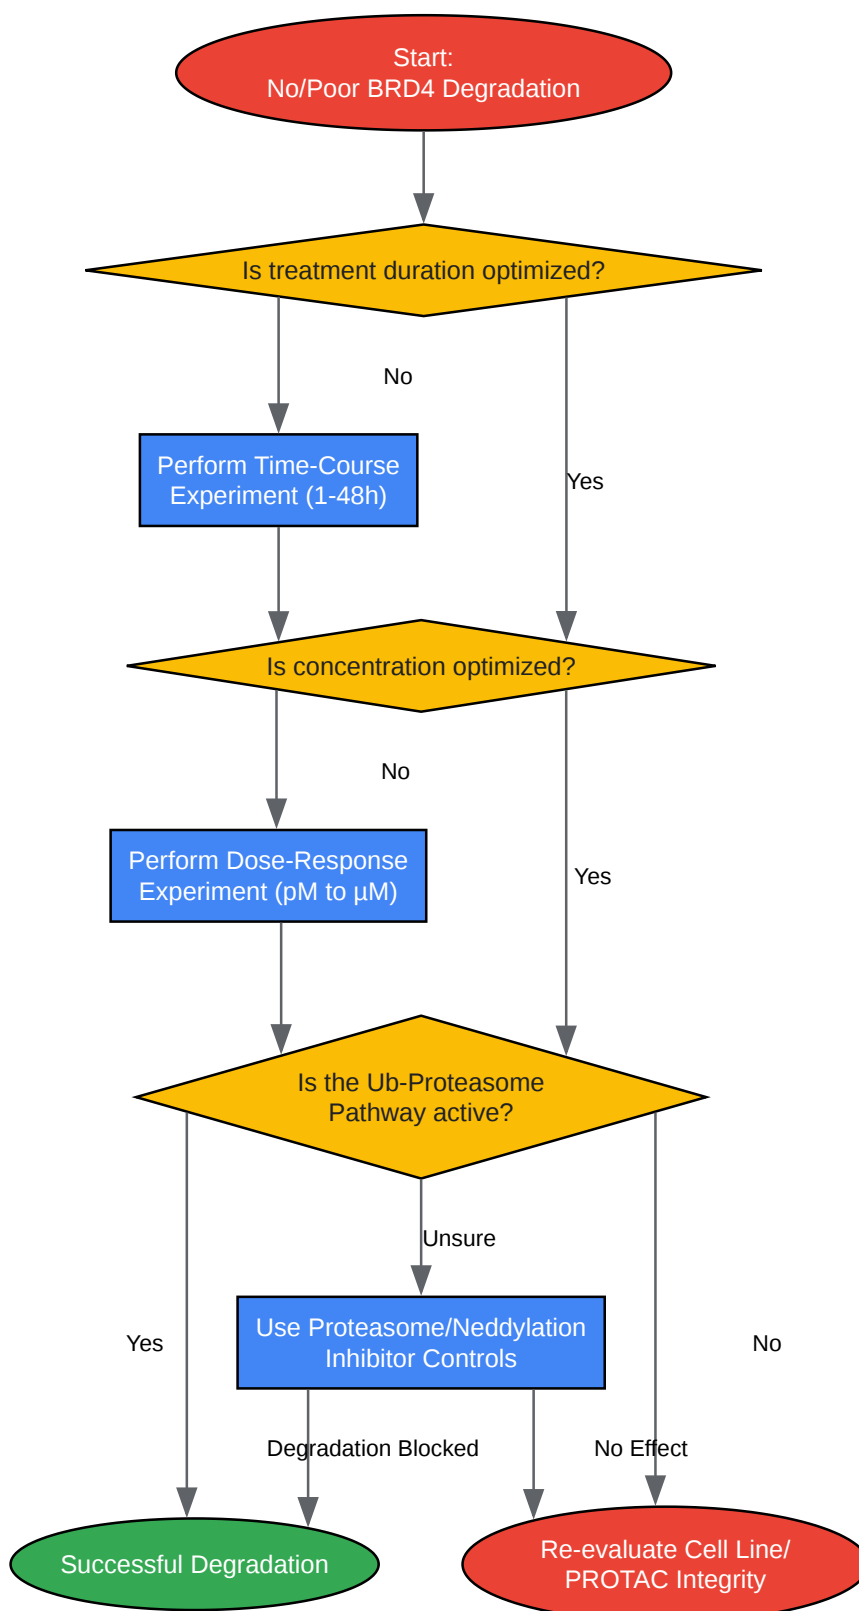 Start:
No/Poor BRD4 Degradation
Is treatment duration optimized?
No
Perform Time-Course
Experiment (1-48h)
Yes
Is concentration optimized?
No
Perform Dose-Response
Experiment (pM to µM)
Yes
Is the Ub-Proteasome
Pathway active?
Unsure
Use Proteasome/Neddylation
Inhibitor Controls
Yes
No
Degradation Blocked
No Effect
Successful Degradation
Re-evaluate Cell Line/
PROTAC Integrity